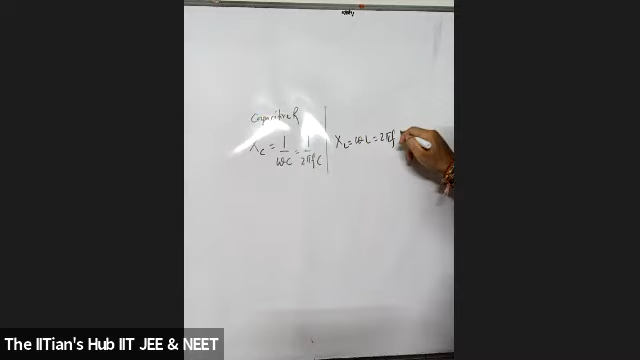 Capacitive R
X_C = 1/ωC = 1/2πfC
X_L = ωL = 2πf
The IITian's Hub IIT JEE & NEET